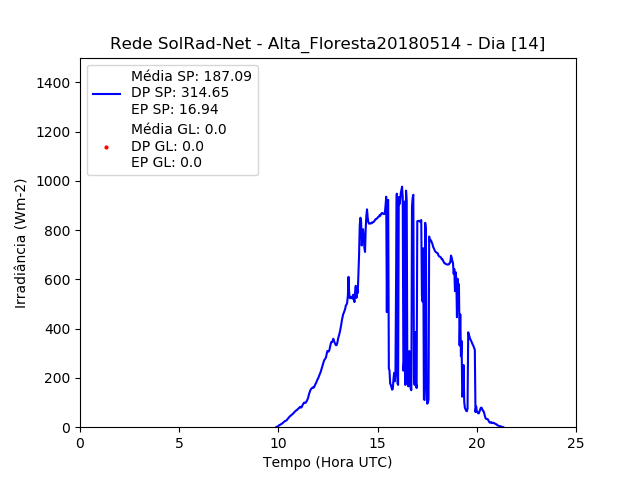 Rede SolRad-Net - Alta_Floresta20180514 - Dia [14]
Média SP: 187.09
DP SP: 314.65
EP SP: 16.94
Média GL: 0.0
DP GL: 0.0
EP GL: 0.0
1400
1200
1000
800
600
400
200
0
Irradiância (Wm-2)
0 5 10 15 20 25
Tempo (Hora UTC)